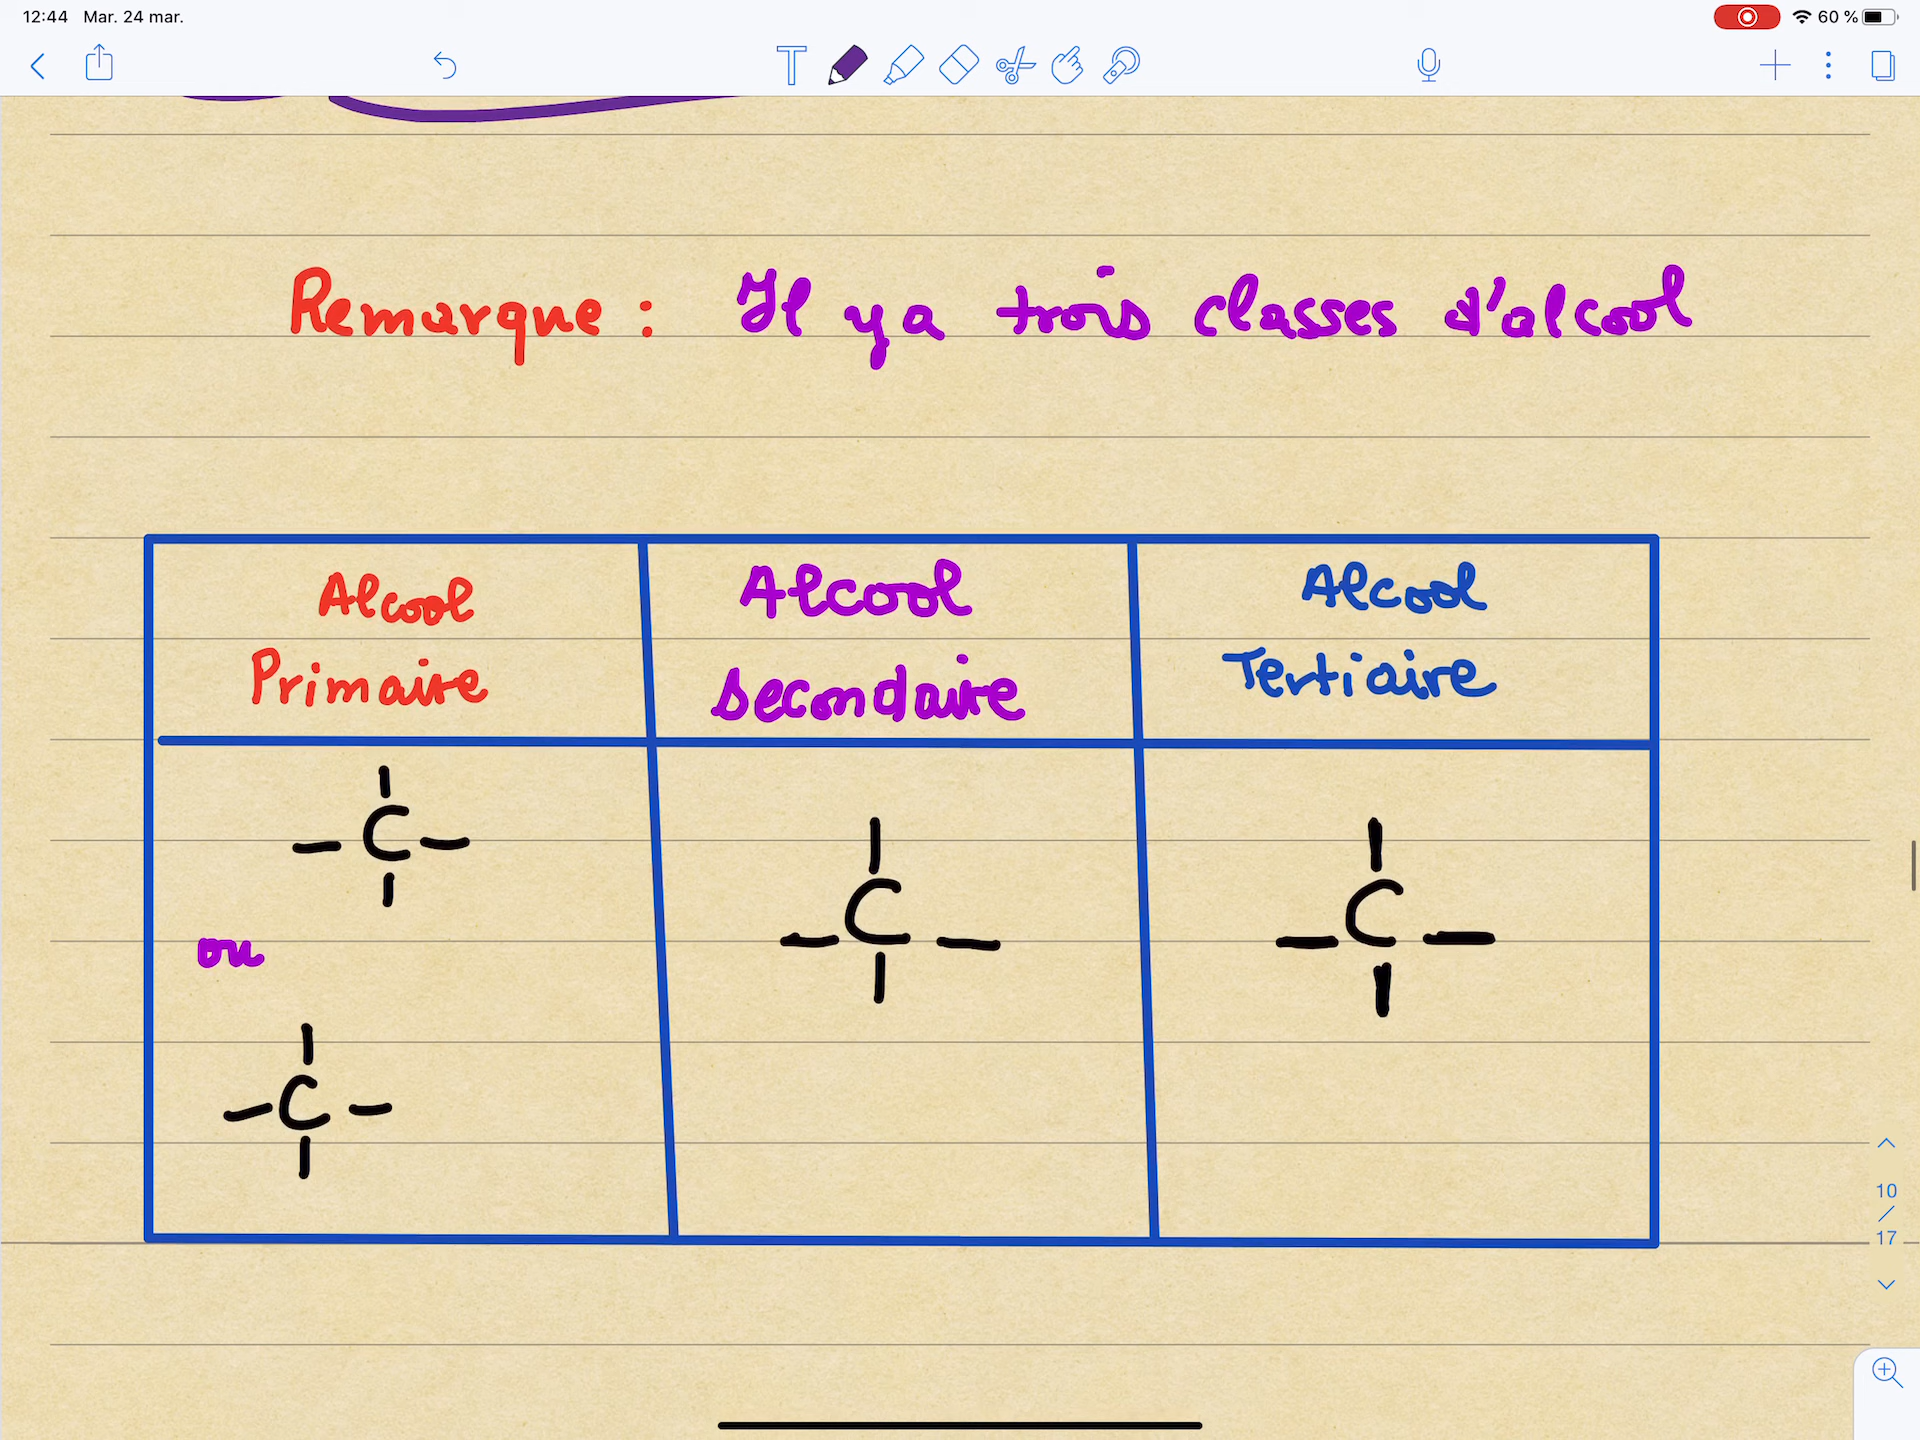 12:44 Mar. 24 mar. 60 %
T
Remarque : Il y a trois classes d'alcool
Alcool Primaire
Alcool secondaire
Alcool Tertiaire
C
ou
C
C
C
10
/
17